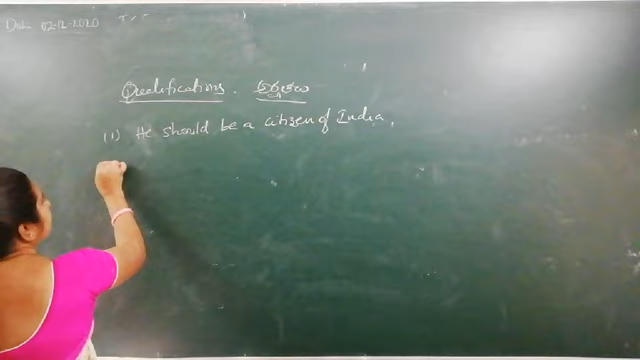 Date 02-12-2020
Qualifications. అర్హతలు
(1) He should be a citizen of India,